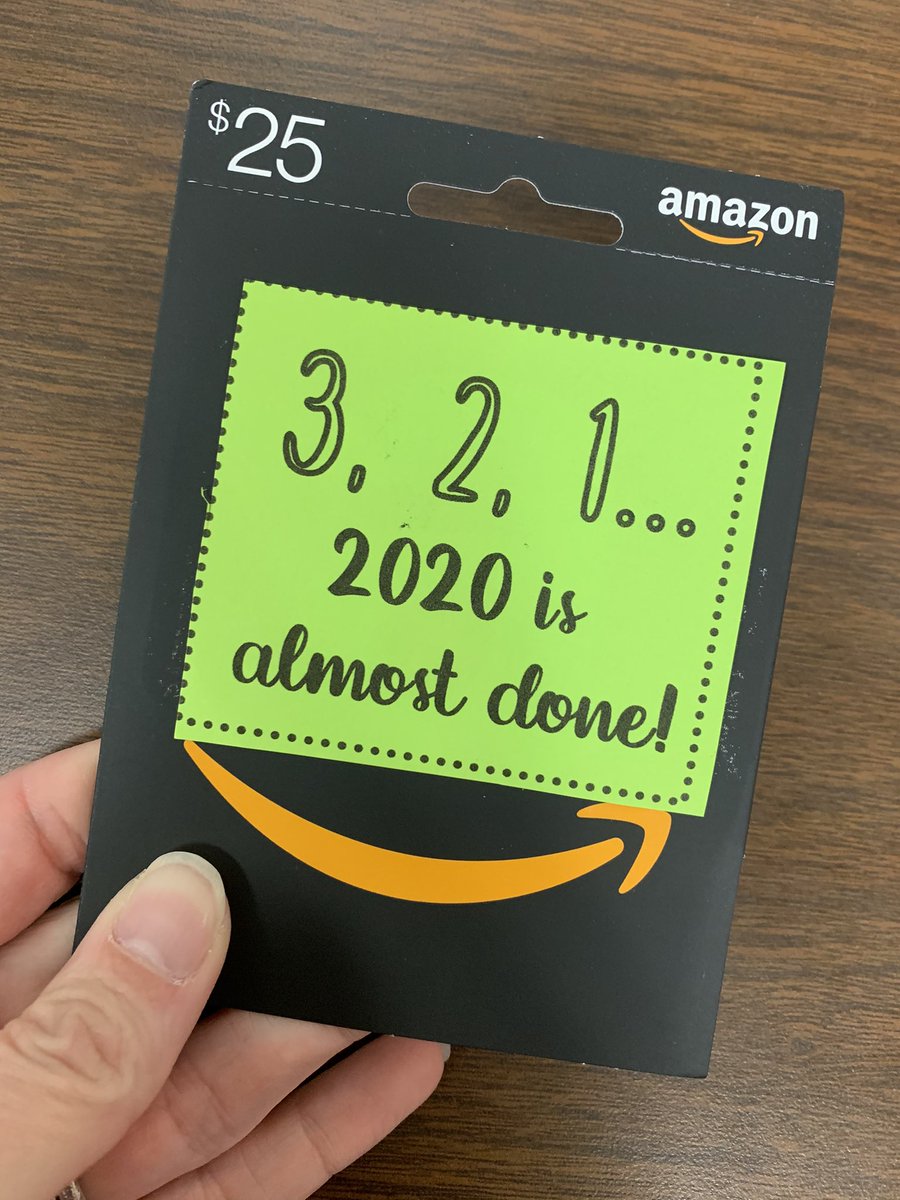 $25
amazon
3, 2, 1...
2020 is
almost done!